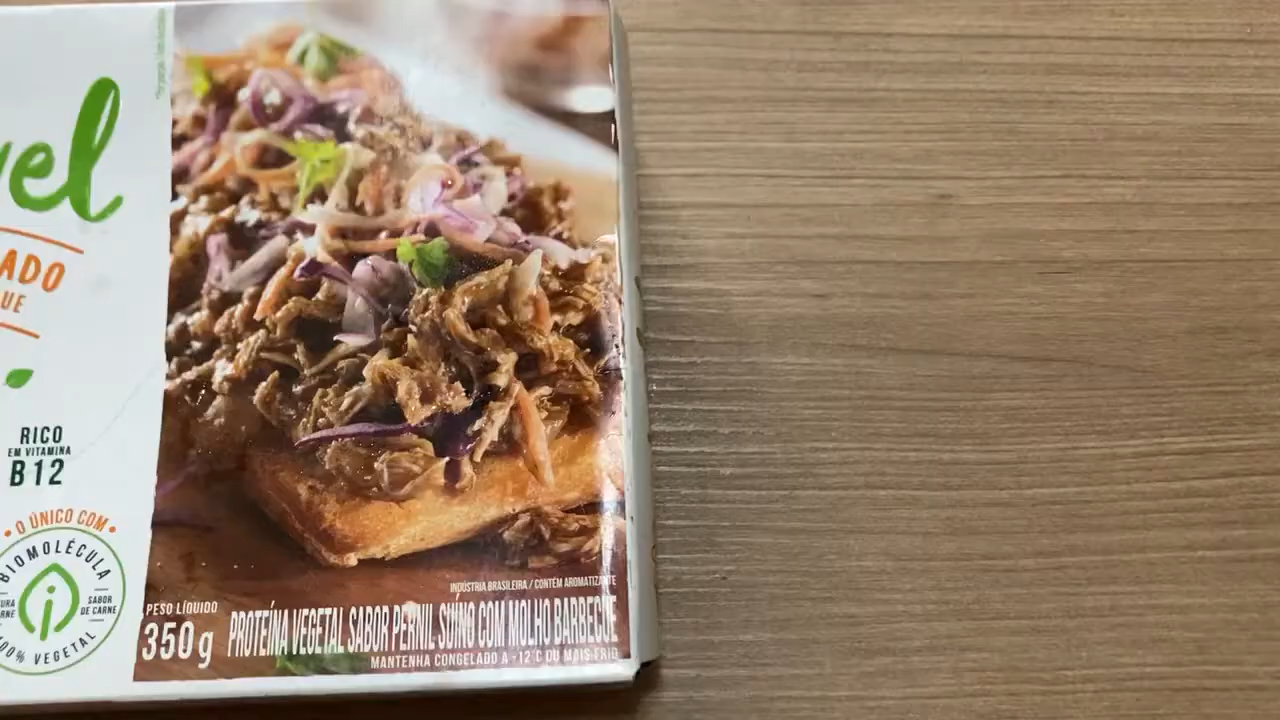 vel
ADO
UE
RICO
EM VITAMINA
B12
• O ÚNICO COM •
BIOMOLÉCULA
SABOR
DE CARNE
100% VEGETAL
INDÚSTRIA BRASILEIRA / CONTÉM AROMATIZANTE
PESO LÍQUIDO
350g
PROTEÍNA VEGETAL SABOR PERNIL SUÍNO COM MOLHO BARBECUE
MANTENHA CONGELADO A -12°C OU MAIS FRIO